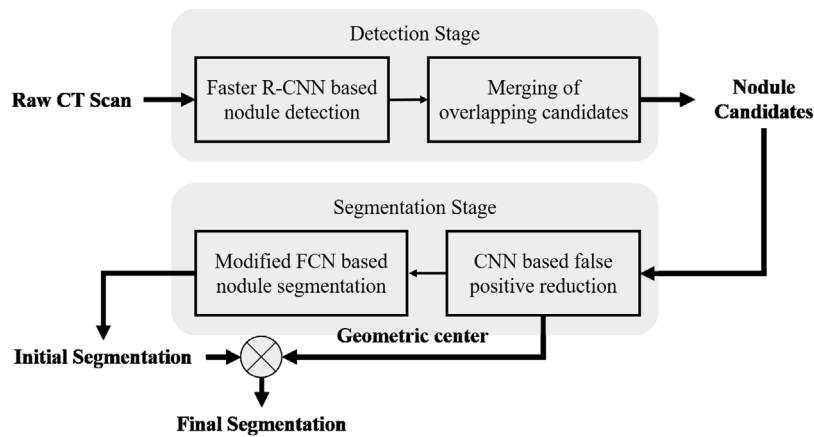 Detection Stage
Raw CT Scan
Faster R-CNN based
nodule detection
Merging of
overlapping candidates
Nodule
Candidates
Segmentation Stage
Modified FCN based
nodule segmentation
CNN based false
positive reduction
Geometric center
Initial Segmentation
Final Segmentation